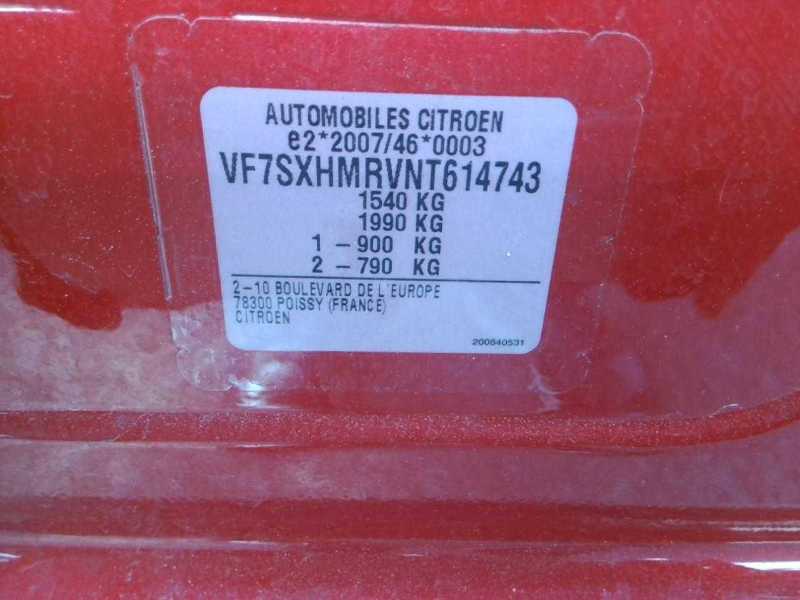 AUTOMOBILES CITROEN
e2*2007/46*0003
VF7SXHMRVNT614743
1540 KG
1990 KG
1 - 900 KG
2 - 790 KG
2-10 BOULEVARD DE L'EUROPE
78300 POISSY (FRANCE)
CITROEN
200840531